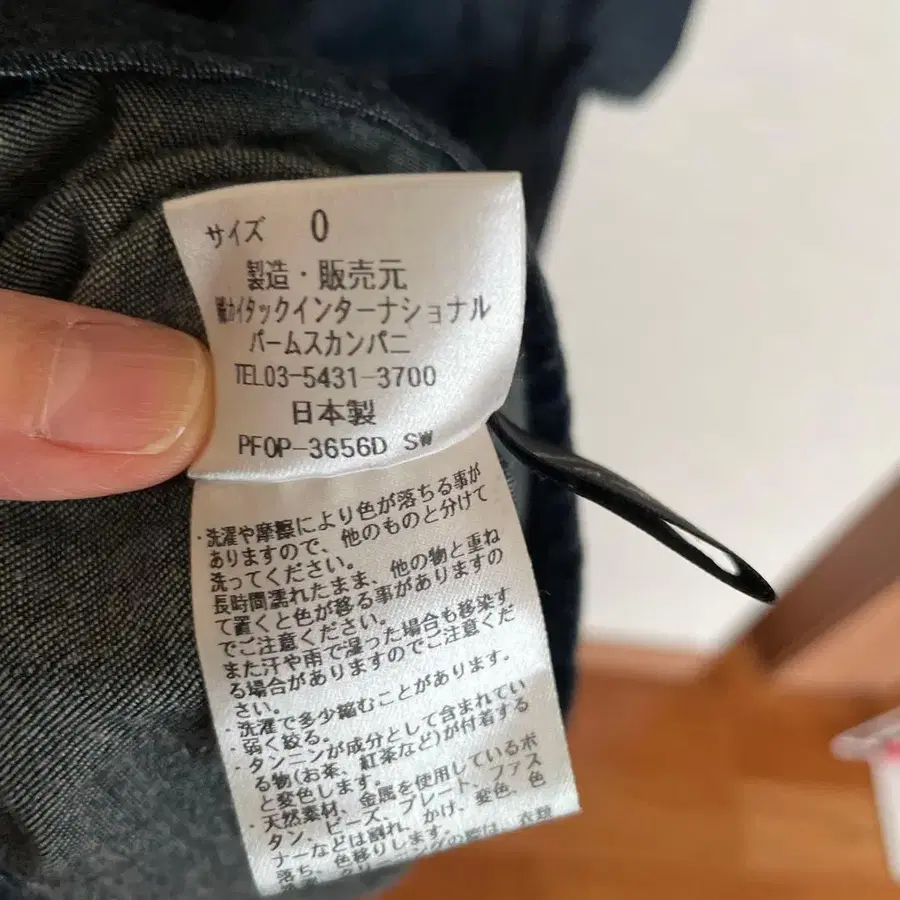 サイズ 0
製造・販売元
㈱カイタックインターナショナル
パームスカンパニ
TEL03-5431-3700
日本製
PFOP-3656D SW
・洗濯や摩擦により色が落ちる事が
ありますので、他のものと分けて
洗ってください。
長時間濡れたまま、他の物と重ね
て置くと色が移る事がありますの
でご注意ください。
また汗や雨で湿った場合も移染す
る場合がありますのでご注意くだ
さい。
・洗濯で多少縮むことがあります。
・弱く絞る。
・タンニンが成分として含まれてい
る物(お茶、紅茶など)が付着する
と変色します。
・天然素材、金属を使用しているボ
タン、ビーズ、プレート、ファス
ナーなどは割れ、かけ、変色、色
落ち、色移りします。